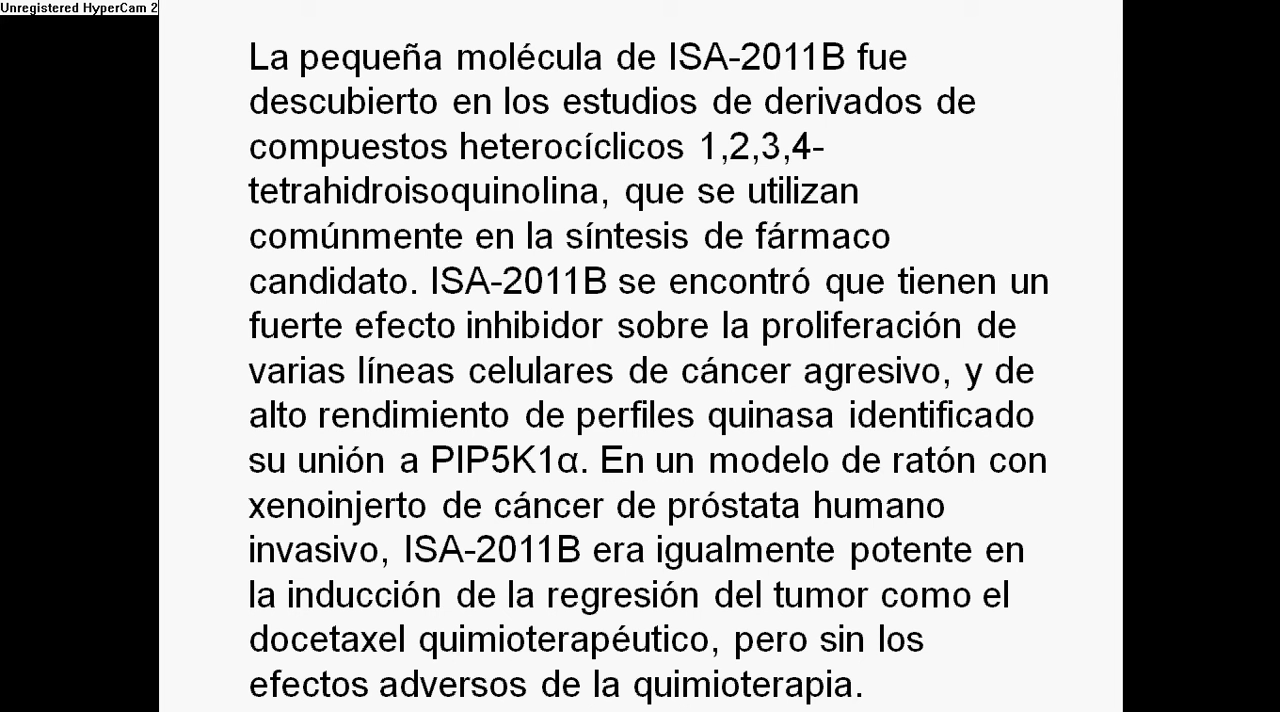 Unregistered HyperCam 2
La pequeña molécula de ISA-2011B fue
descubierto en los estudios de derivados de
compuestos heterocíclicos 1,2,3,4-
tetrahidroisoquinolina, que se utilizan
comúnmente en la síntesis de fármaco
candidato. ISA-2011B se encontró que tienen un
fuerte efecto inhibidor sobre la proliferación de
varias líneas celulares de cáncer agresivo, y de
alto rendimiento de perfiles quinasa identificado
su unión a PIP5K1α. En un modelo de ratón con
xenoinjerto de cáncer de próstata humano
invasivo, ISA-2011B era igualmente potente en
la inducción de la regresión del tumor como el
docetaxel quimioterapéutico, pero sin los
efectos adversos de la quimioterapia.